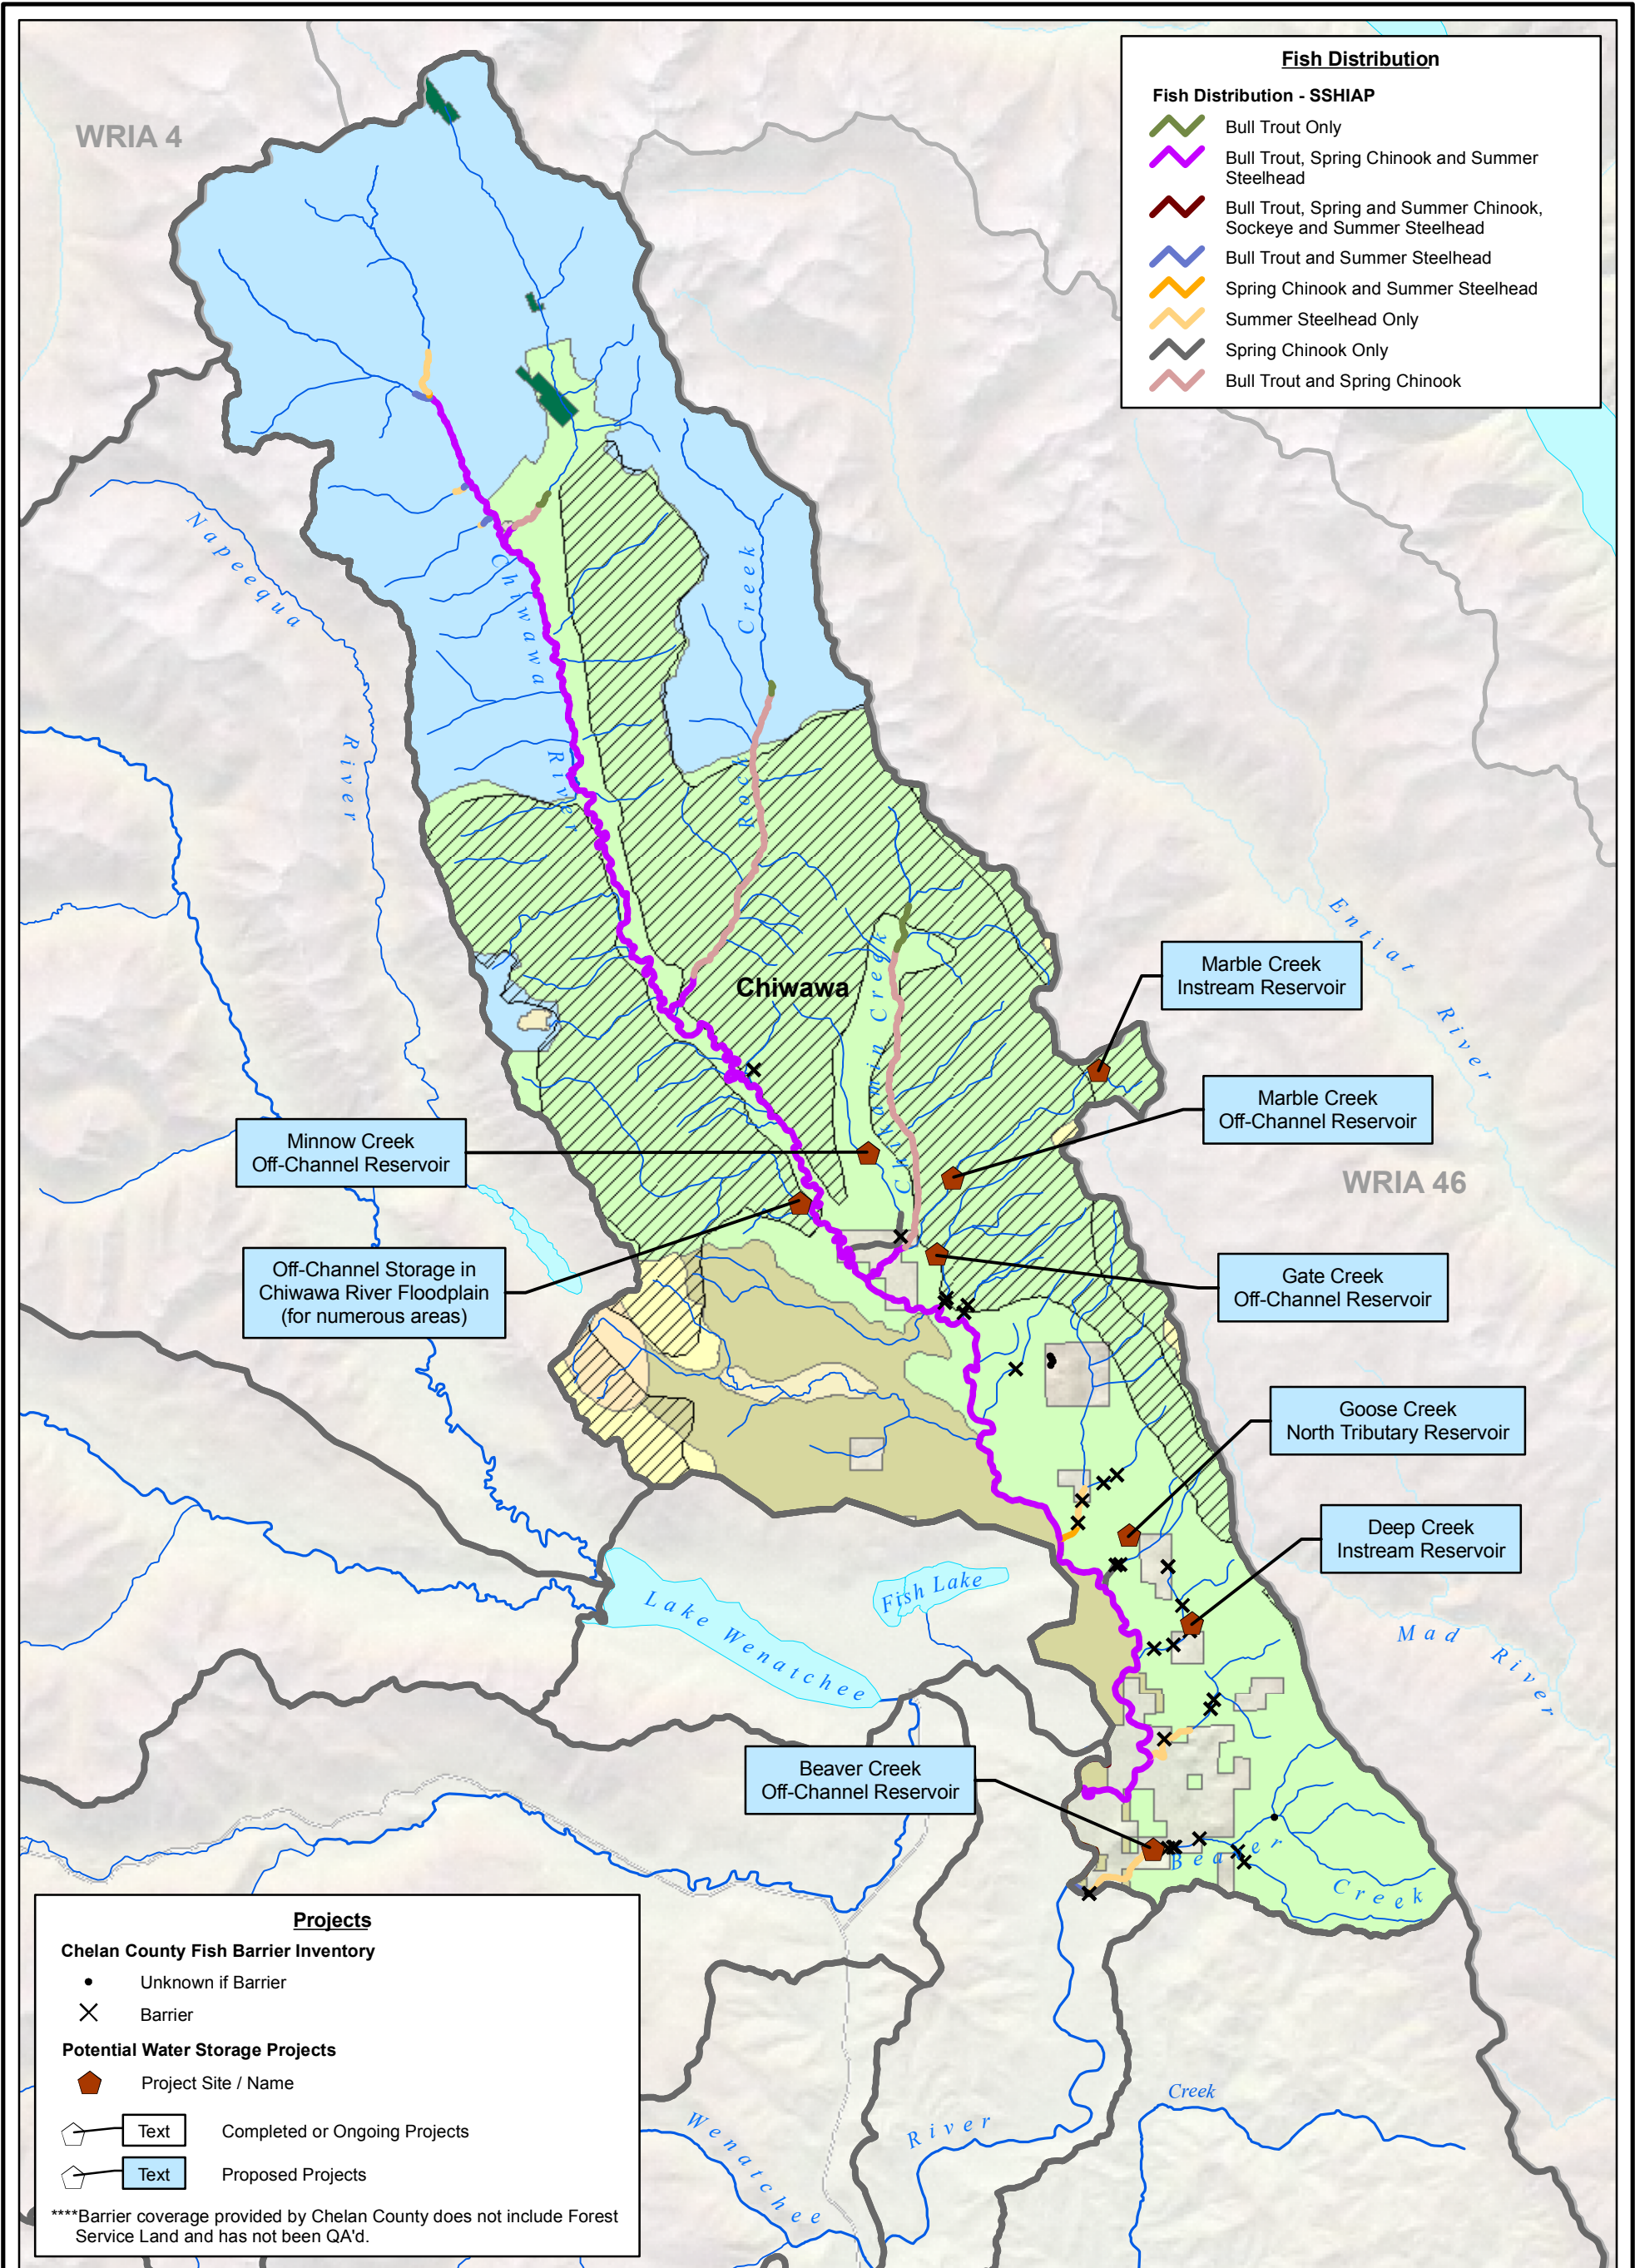 WRIA 4
Fish Distribution
Fish Distribution - SSHIAP
Bull Trout Only
Bull Trout, Spring Chinook and Summer
Steelhead
Bull Trout, Spring and Summer Chinook,
Sockeye and Summer Steelhead
Bull Trout and Summer Steelhead
Spring Chinook and Summer Steelhead
Summer Steelhead Only
Spring Chinook Only
Bull Trout and Spring Chinook
Napeequa
River
Chiwawa
River
Rock Creek
Chikamin Creek
Chiwawa
Entiat
River
Marble Creek
Instream Reservoir
Marble Creek
Off-Channel Reservoir
Minnow Creek
Off-Channel Reservoir
WRIA 46
Off-Channel Storage in
Chiwawa River Floodplain
(for numerous areas)
Gate Creek
Off-Channel Reservoir
Goose Creek
North Tributary Reservoir
Deep Creek
Instream Reservoir
Fish Lake
Lake Wenatchee
Mad River
Beaver Creek
Off-Channel Reservoir
Beaver
Creek
Creek
Wenatchee
River
Projects
Chelan County Fish Barrier Inventory
Unknown if Barrier
Barrier
Potential Water Storage Projects
Project Site / Name
Text
Completed or Ongoing Projects
Text
Proposed Projects
****Barrier coverage provided by Chelan County does not include Forest
Service Land and has not been QA'd.